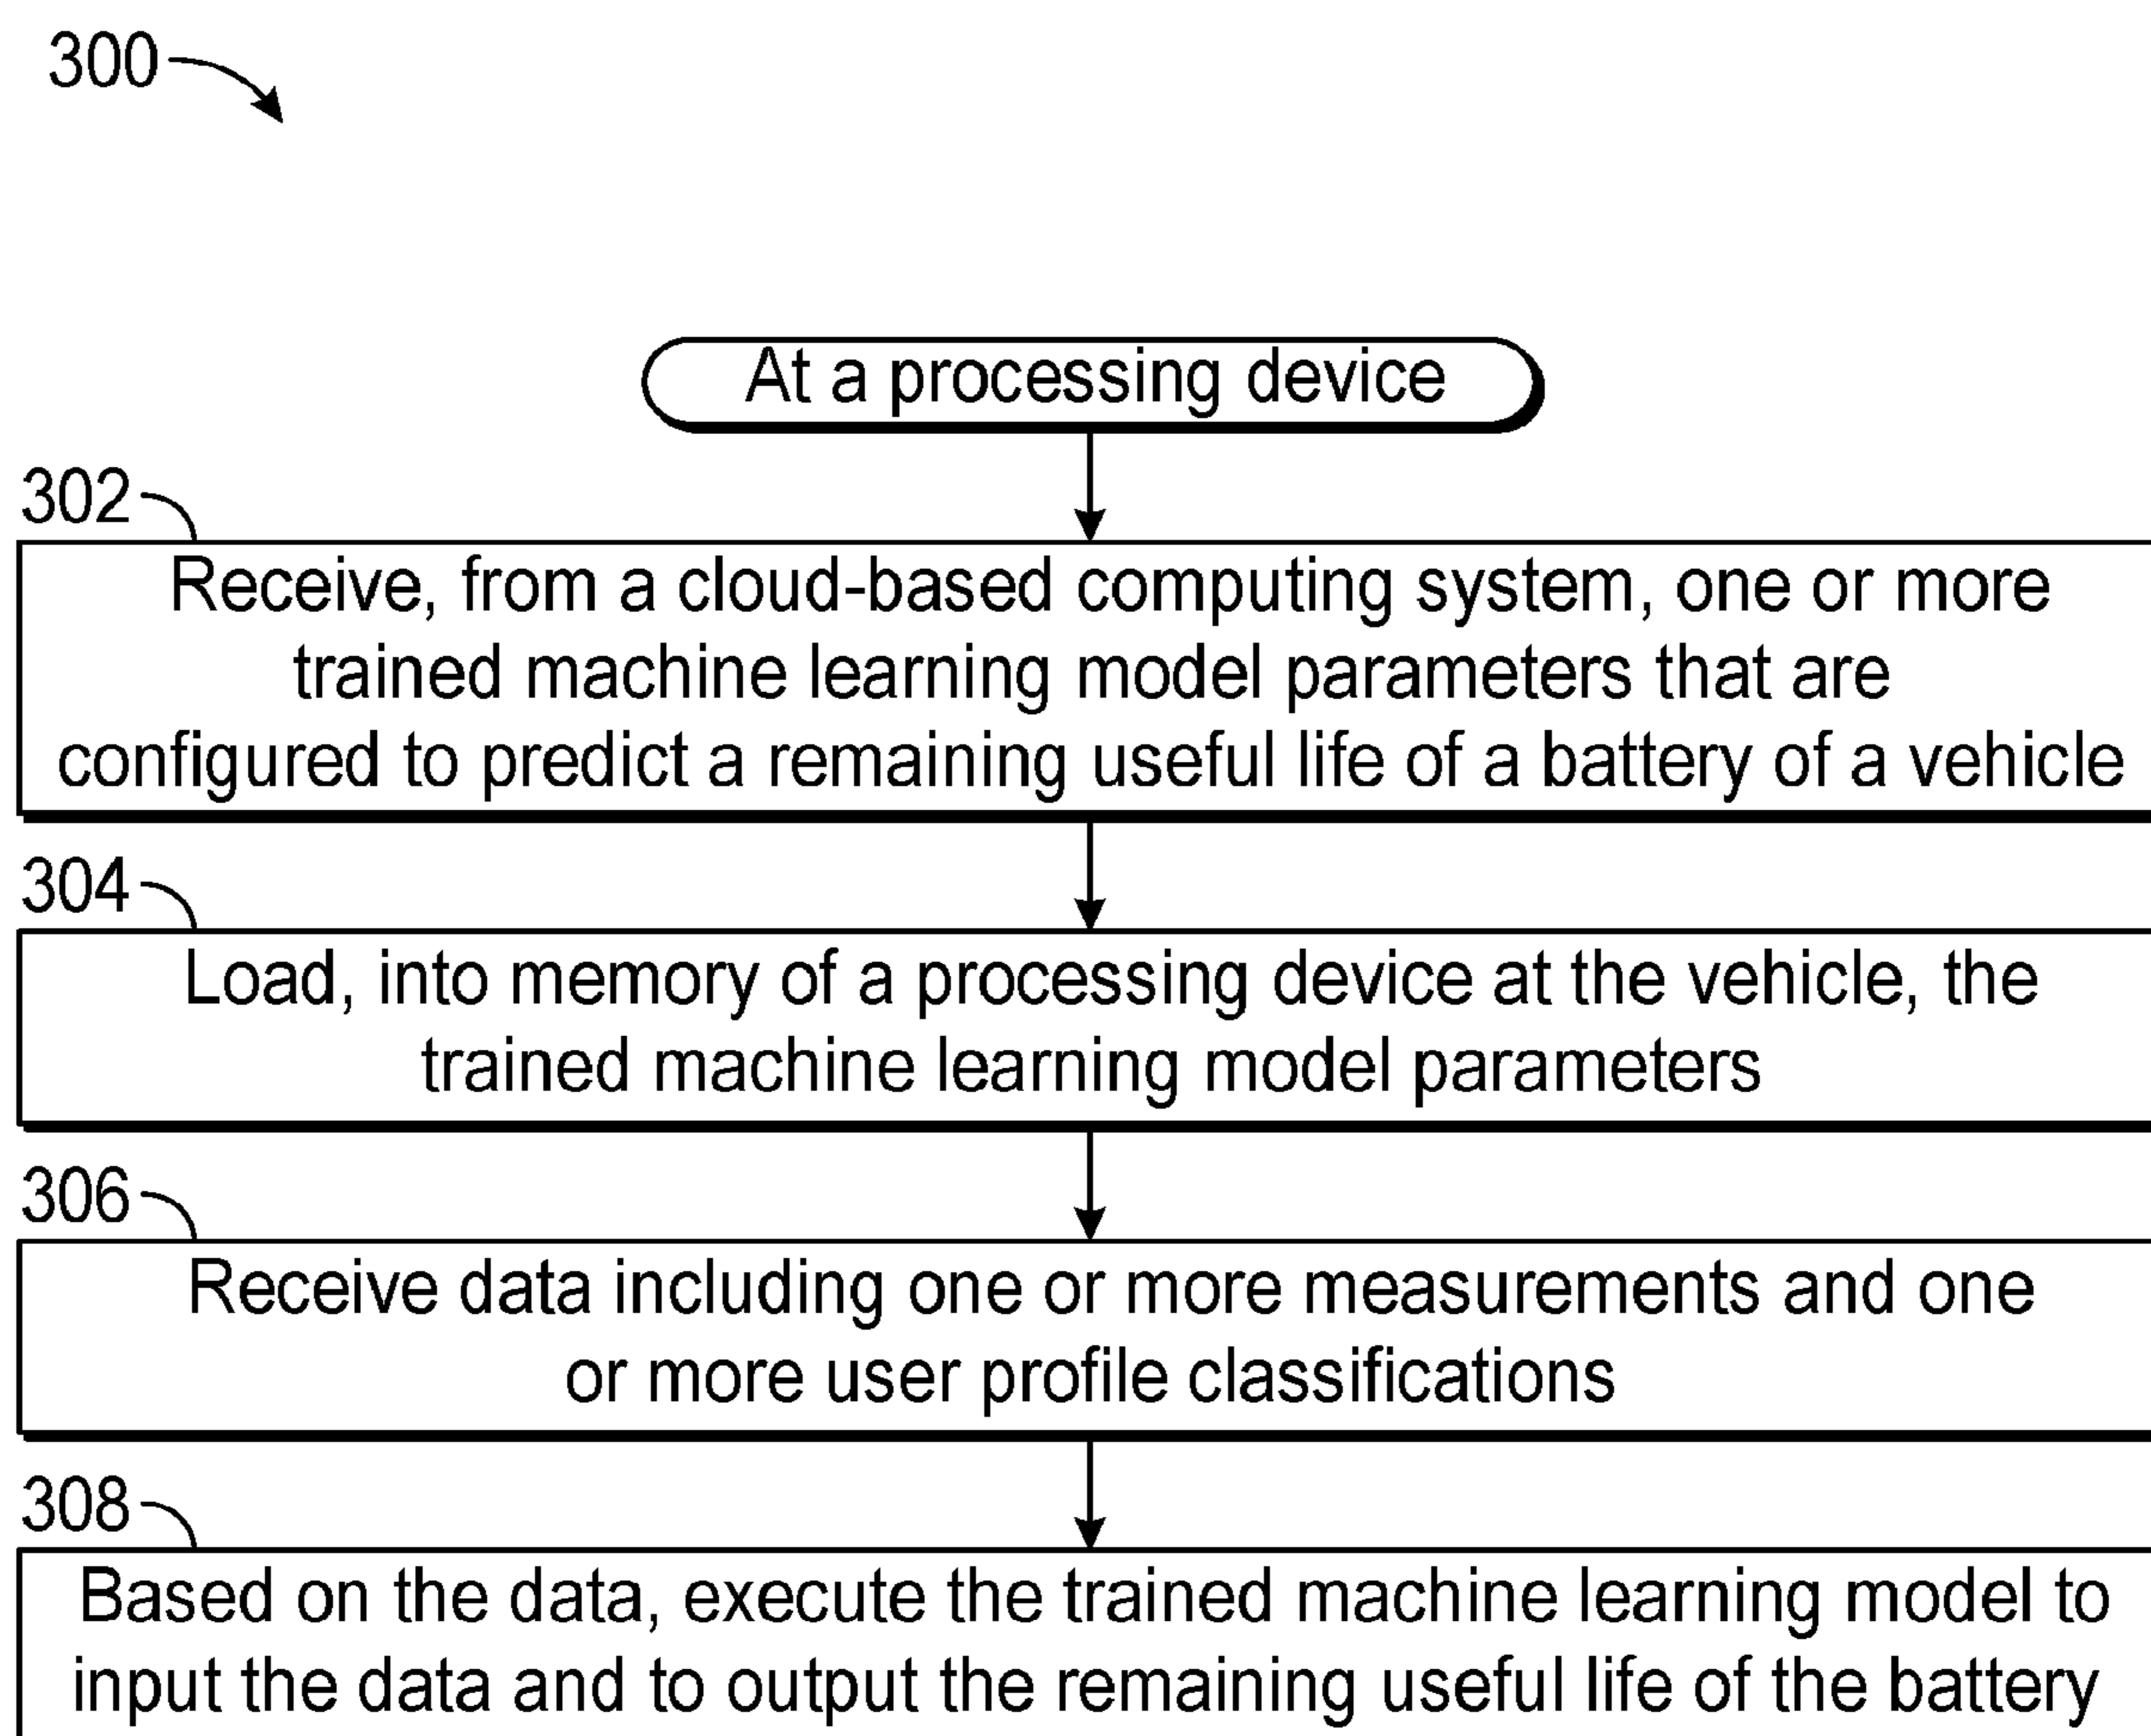 300
At a processing device
302
Receive, from a cloud-based computing system, one or more
trained machine learning model parameters that are
configured to predict a remaining useful life of a battery of a vehicle
304
Load, into memory of a processing device at the vehicle, the
trained machine learning model parameters
306
Receive data including one or more measurements and one
or more user profile classifications
308
Based on the data, execute the trained machine learning model to
input the data and to output the remaining useful life of the battery